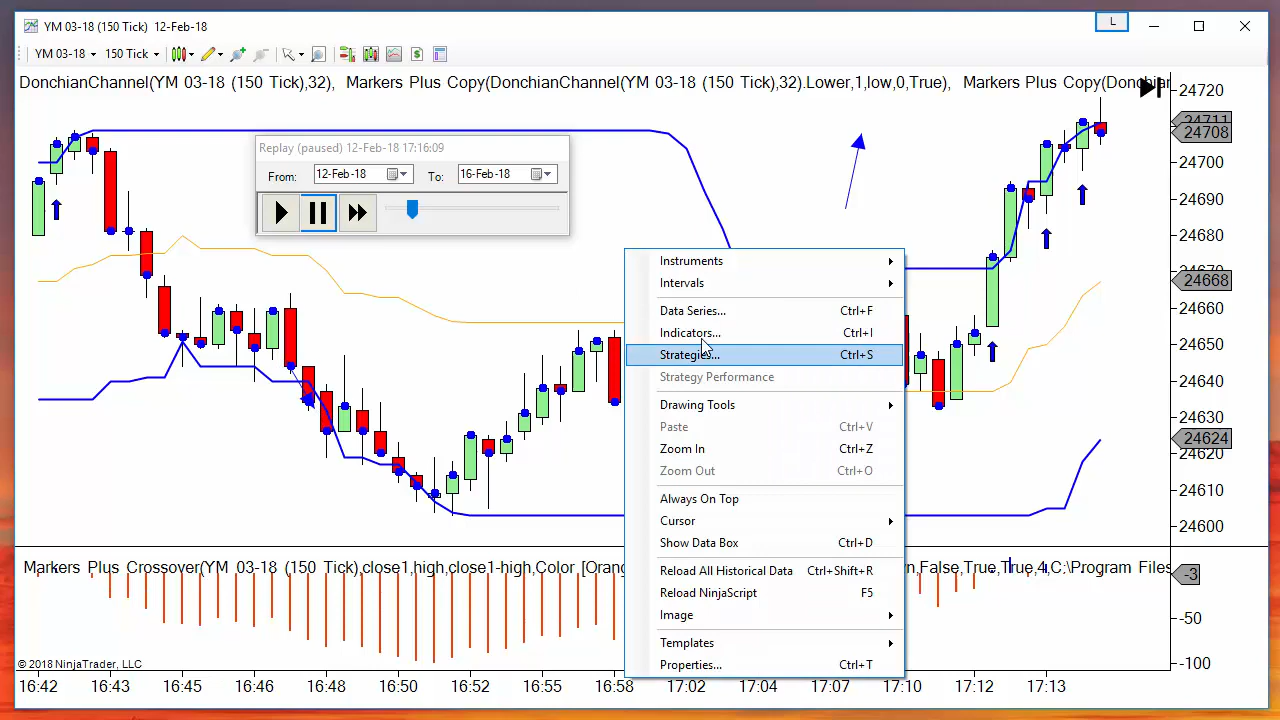 YM 03-18 (150 Tick) 12-Feb-18
L
YM 03-18 150 Tick
DonchianChannel(YM 03-18 (150 Tick),32), Markers Plus Copy(DonchianChannel(YM 03-18 (150 Tick),32).Lower,1,low,0,True), Markers Plus Copy(Donchian
24720
24711
24708
24700
24690
24680
24670
24668
24660
24650
24640
24630
24624
24610
24600
Replay (paused) 12-Feb-18 17:16:09
From: 12-Feb-18 To: 16-Feb-18
Instruments
Intervals
Data Series... Ctrl+F
Indicators... Ctrl+I
Strategies... Ctrl+S
Strategy Performance
Drawing Tools
Paste Ctrl+V
Zoom In Ctrl+Z
Zoom Out Ctrl+O
Always On Top
Cursor
Show Data Box Ctrl+D
Reload All Historical Data Ctrl+Shift+R
Reload NinjaScript F5
Image
Templates
Properties... Ctrl+T
Markers Plus Crossover(YM 03-18 (150 Tick),close1,high,close1-high,Color [Oran
n,False,True,True,4,C:\Program Files
-3
-50
-100
© 2018 NinjaTrader, LLC
16:42 16:43 16:45 16:46 16:48 16:50 16:52 16:55 16:58 17:02 17:04 17:07 17:10 17:12 17:13